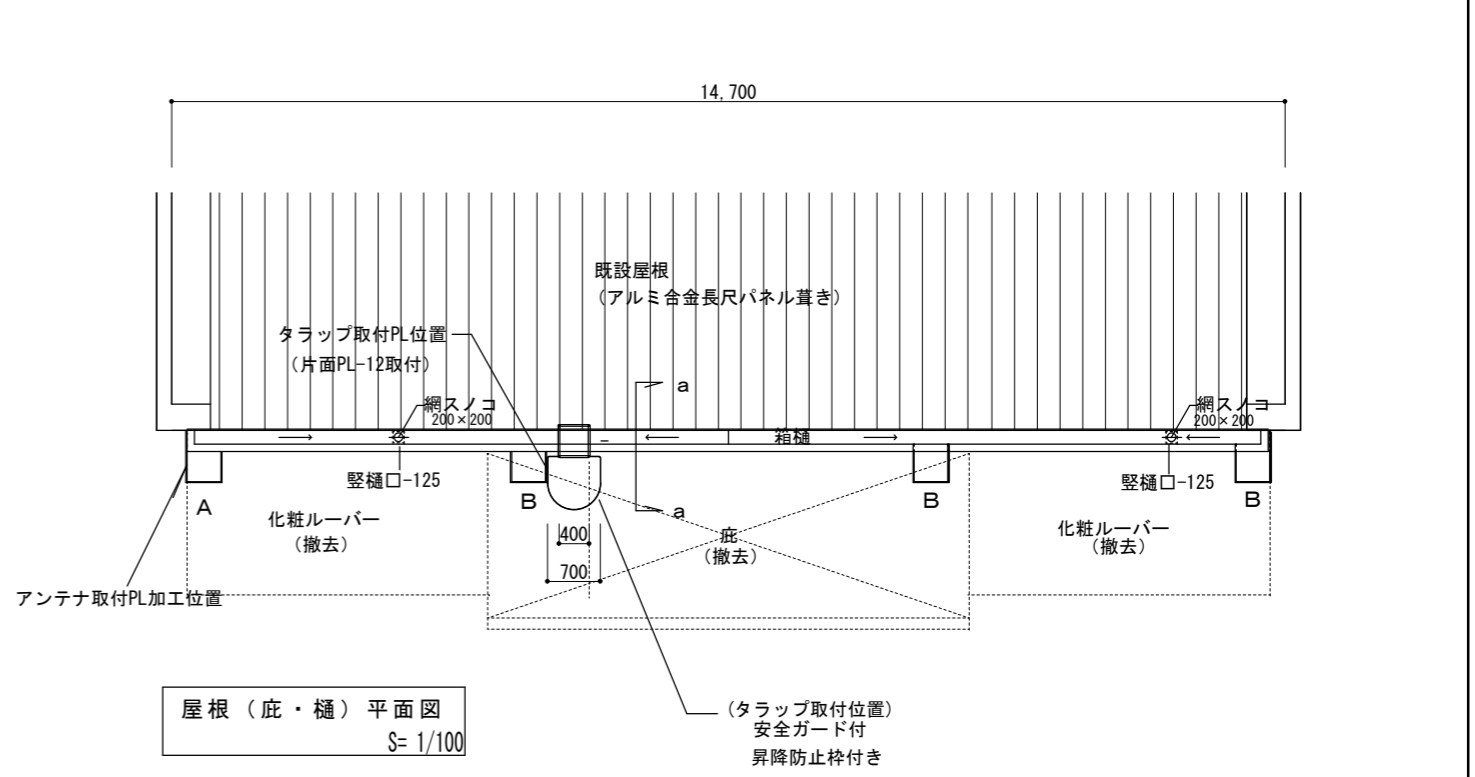 14,700
既設屋根
(アルミ合金長尺パネル葺き)
タラップ取付PL位置
(片面PL-12取付)
a
網スノコ
200×200
網スノコ
200×200
箱樋
竪樋□-125
竪樋□-125
A
B
a
B
B
化粧ルーバー
(撤去)
庇
(撤去)
化粧ルーバー
(撤去)
400
700
アンテナ取付PL加工位置
屋根(庇・樋)平面図
S= 1/100
(タラップ取付位置)
安全ガード付
昇降防止枠付き